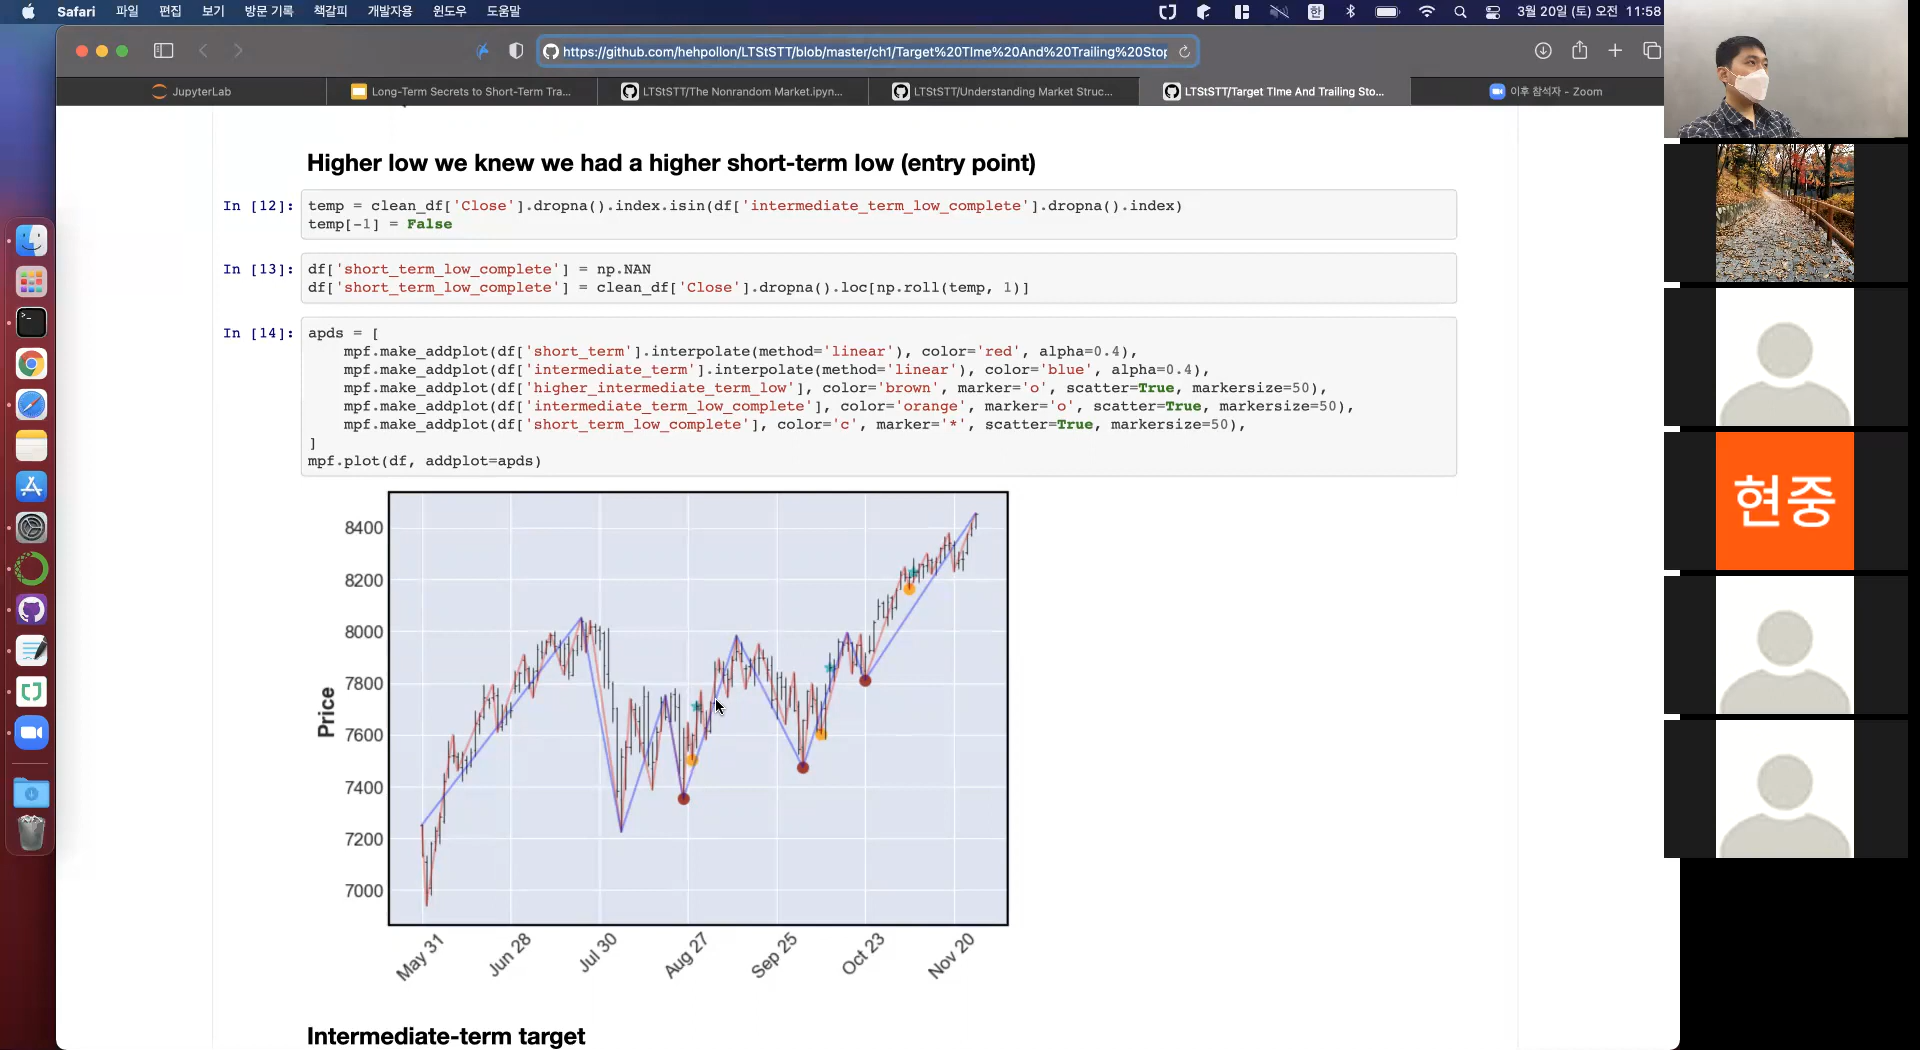 Safari 파일 편집 보기 방문 기록 책갈피 개발자용 윈도우 도움말
한
3월 20일 (토) 오전 11:58
https://github.com/hehpollon/LTStSTT/blob/master/ch1/Target%20TIme%20And%20Trailing%20Stop
JupyterLab
Long-Term Secrets to Short-Term Tra...
LTStSTT/The Nonrandom Market.ipyn...
LTStSTT/Understanding Market Struc...
LTStSTT/Target TIme And Trailing Sto...
이후 참석자 - Zoom
Higher low we knew we had a higher short-term low (entry point)
In [12]: temp = clean_df['Close'].dropna().index.isin(df['intermediate_term_low_complete'].dropna().index)
temp[-1] = False
In [13]: df['short_term_low_complete'] = np.NAN
df['short_term_low_complete'] = clean_df['Close'].dropna().loc[np.roll(temp, 1)]
In [14]: apds = [
mpf.make_addplot(df['short_term'].interpolate(method='linear'), color='red', alpha=0.4),
mpf.make_addplot(df['intermediate_term'].interpolate(method='linear'), color='blue', alpha=0.4),
mpf.make_addplot(df['higher_intermediate_term_low'], color='brown', marker='o', scatter=True, markersize=50),
mpf.make_addplot(df['intermediate_term_low_complete'], color='orange', marker='o', scatter=True, markersize=50),
mpf.make_addplot(df['short_term_low_complete'], color='c', marker='*', scatter=True, markersize=50),
]
mpf.plot(df, addplot=apds)
8400
8200
8000
7800
7600
7400
7200
7000
Price
May 31
Jun 28
Jul 30
Aug 27
Sep 25
Oct 23
Nov 20
Intermediate-term target
현중